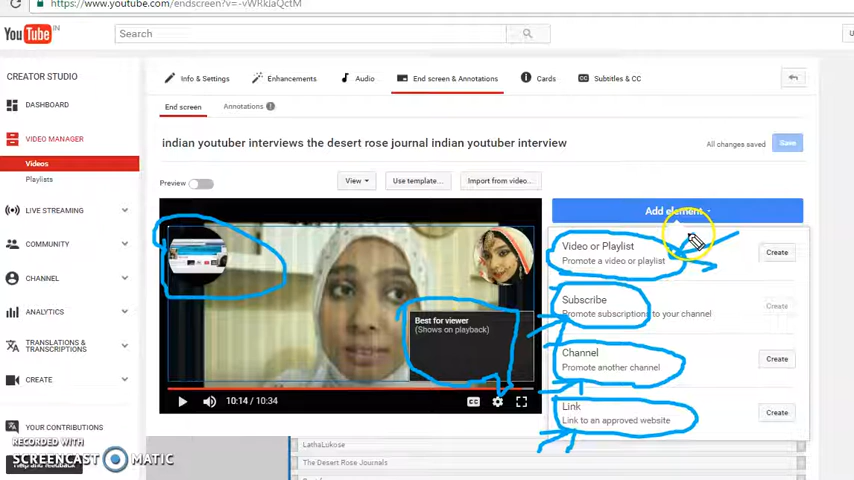 https://www.youtube.com/endscreen?v=-vWRkIaQctM
YouTube IN
Search
CREATOR STUDIO
Info & Settings
Enhancements
Audio
End screen & Annotations
Cards
Subtitles & CC
DASHBOARD
End screen
Annotations
VIDEO MANAGER
indian youtuber interviews the desert rose journal indian youtuber interview
All changes saved
Save
Videos
Playlists
Preview
View
Use template...
Import from video...
LIVE STREAMING
Add element
COMMUNITY
Video or Playlist
Promote a video or playlist
Create
CHANNEL
Subscribe
Promote subscriptions to your channel
Create
ANALYTICS
Best for viewer
(Shows on playback)
TRANSLATIONS &
TRANSCRIPTIONS
Channel
Promote another channel
Create
CREATE
10:14 / 10:34
CC
Link
Link to an approved website
Create
YOUR CONTRIBUTIONS
RECORDED WITH
SCREENCAST MATIC
LathaLukose
The Desert Rose Journals